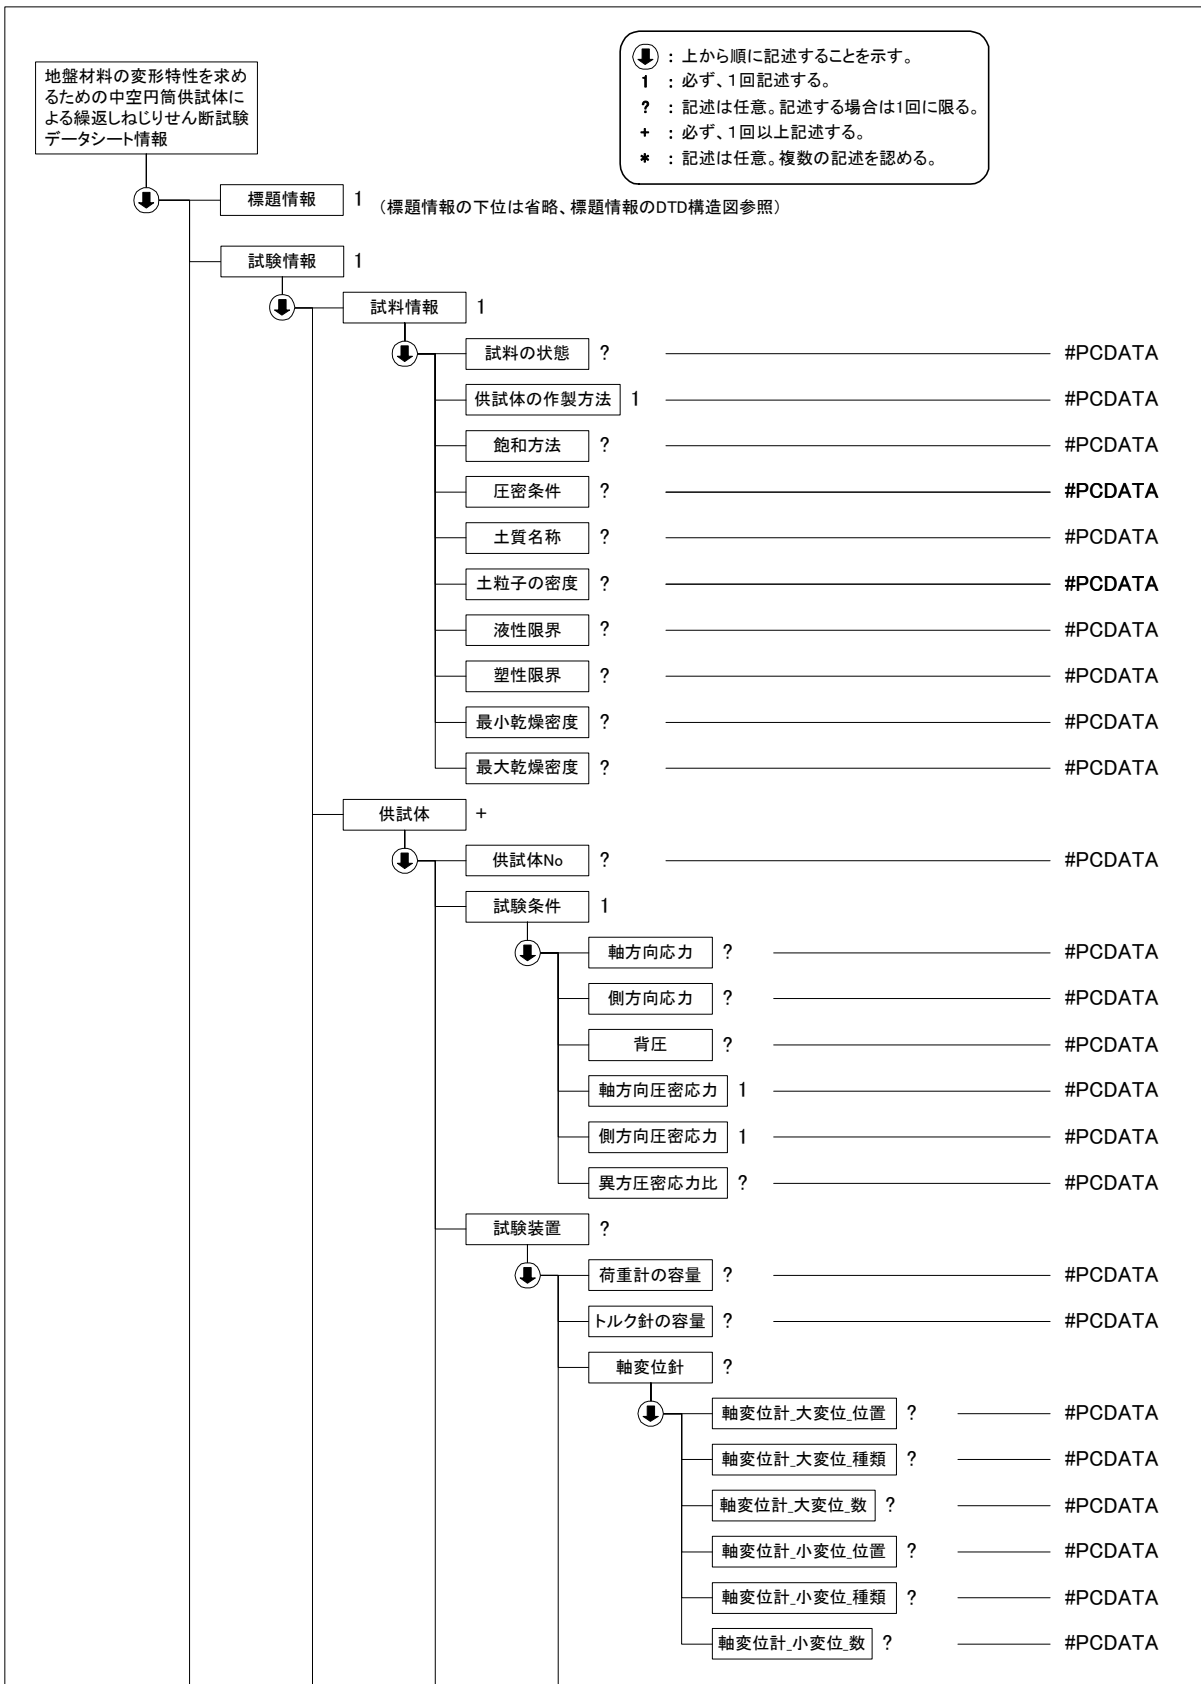 地盤材料の変形特性を求め
るための中空円筒供試体に
よる繰返しねじりせん断試験
データシート情報
：上から順に記述することを示す。
1 ：必ず、1回記述する。
? ：記述は任意。記述する場合は1回に限る。
+ ：必ず、1回以上記述する。
* ：記述は任意。複数の記述を認める。
標題情報 1 （標題情報の下位は省略、標題情報のDTD構造図参照）
試験情報 1
試料情報 1
試料の状態 ? #PCDATA
供試体の作製方法 1 #PCDATA
飽和方法 ? #PCDATA
圧密条件 ? #PCDATA
土質名称 ? #PCDATA
土粒子の密度 ? #PCDATA
液性限界 ? #PCDATA
塑性限界 ? #PCDATA
最小乾燥密度 ? #PCDATA
最大乾燥密度 ? #PCDATA
供試体 +
供試体No ? #PCDATA
試験条件 1
軸方向応力 ? #PCDATA
側方向応力 ? #PCDATA
背圧 ? #PCDATA
軸方向圧密応力 1 #PCDATA
側方向圧密応力 1 #PCDATA
異方圧密応力比 ? #PCDATA
試験装置 ?
荷重計の容量 ? #PCDATA
トルク針の容量 ? #PCDATA
軸変位針 ?
軸変位計_大変位_位置 ? #PCDATA
軸変位計_大変位_種類 ? #PCDATA
軸変位計_大変位_数 ? #PCDATA
軸変位計_小変位_位置 ? #PCDATA
軸変位計_小変位_種類 ? #PCDATA
軸変位計_小変位_数 ? #PCDATA